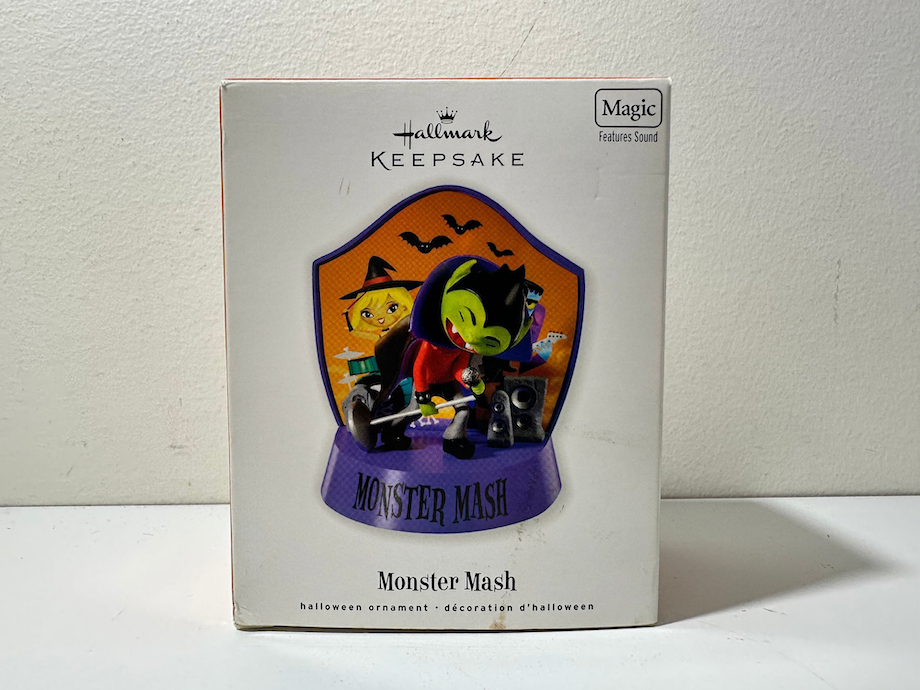 Hallmark
KEEPSAKE
Magic
Features Sound
MONSTER MASH
Monster Mash
halloween ornament · décoration d'halloween